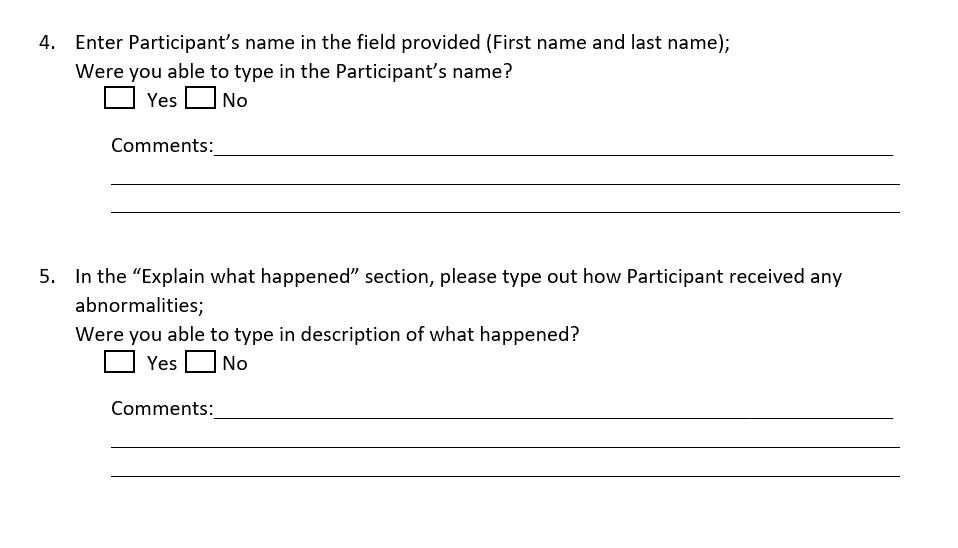 4. Enter Participant’s name in the field provided (First name and last name);
Were you able to type in the Participant’s name?
Yes No
Comments:
5. In the “Explain what happened” section, please type out how Participant received any
abnormalities;
Were you able to type in description of what happened?
Yes No
Comments: